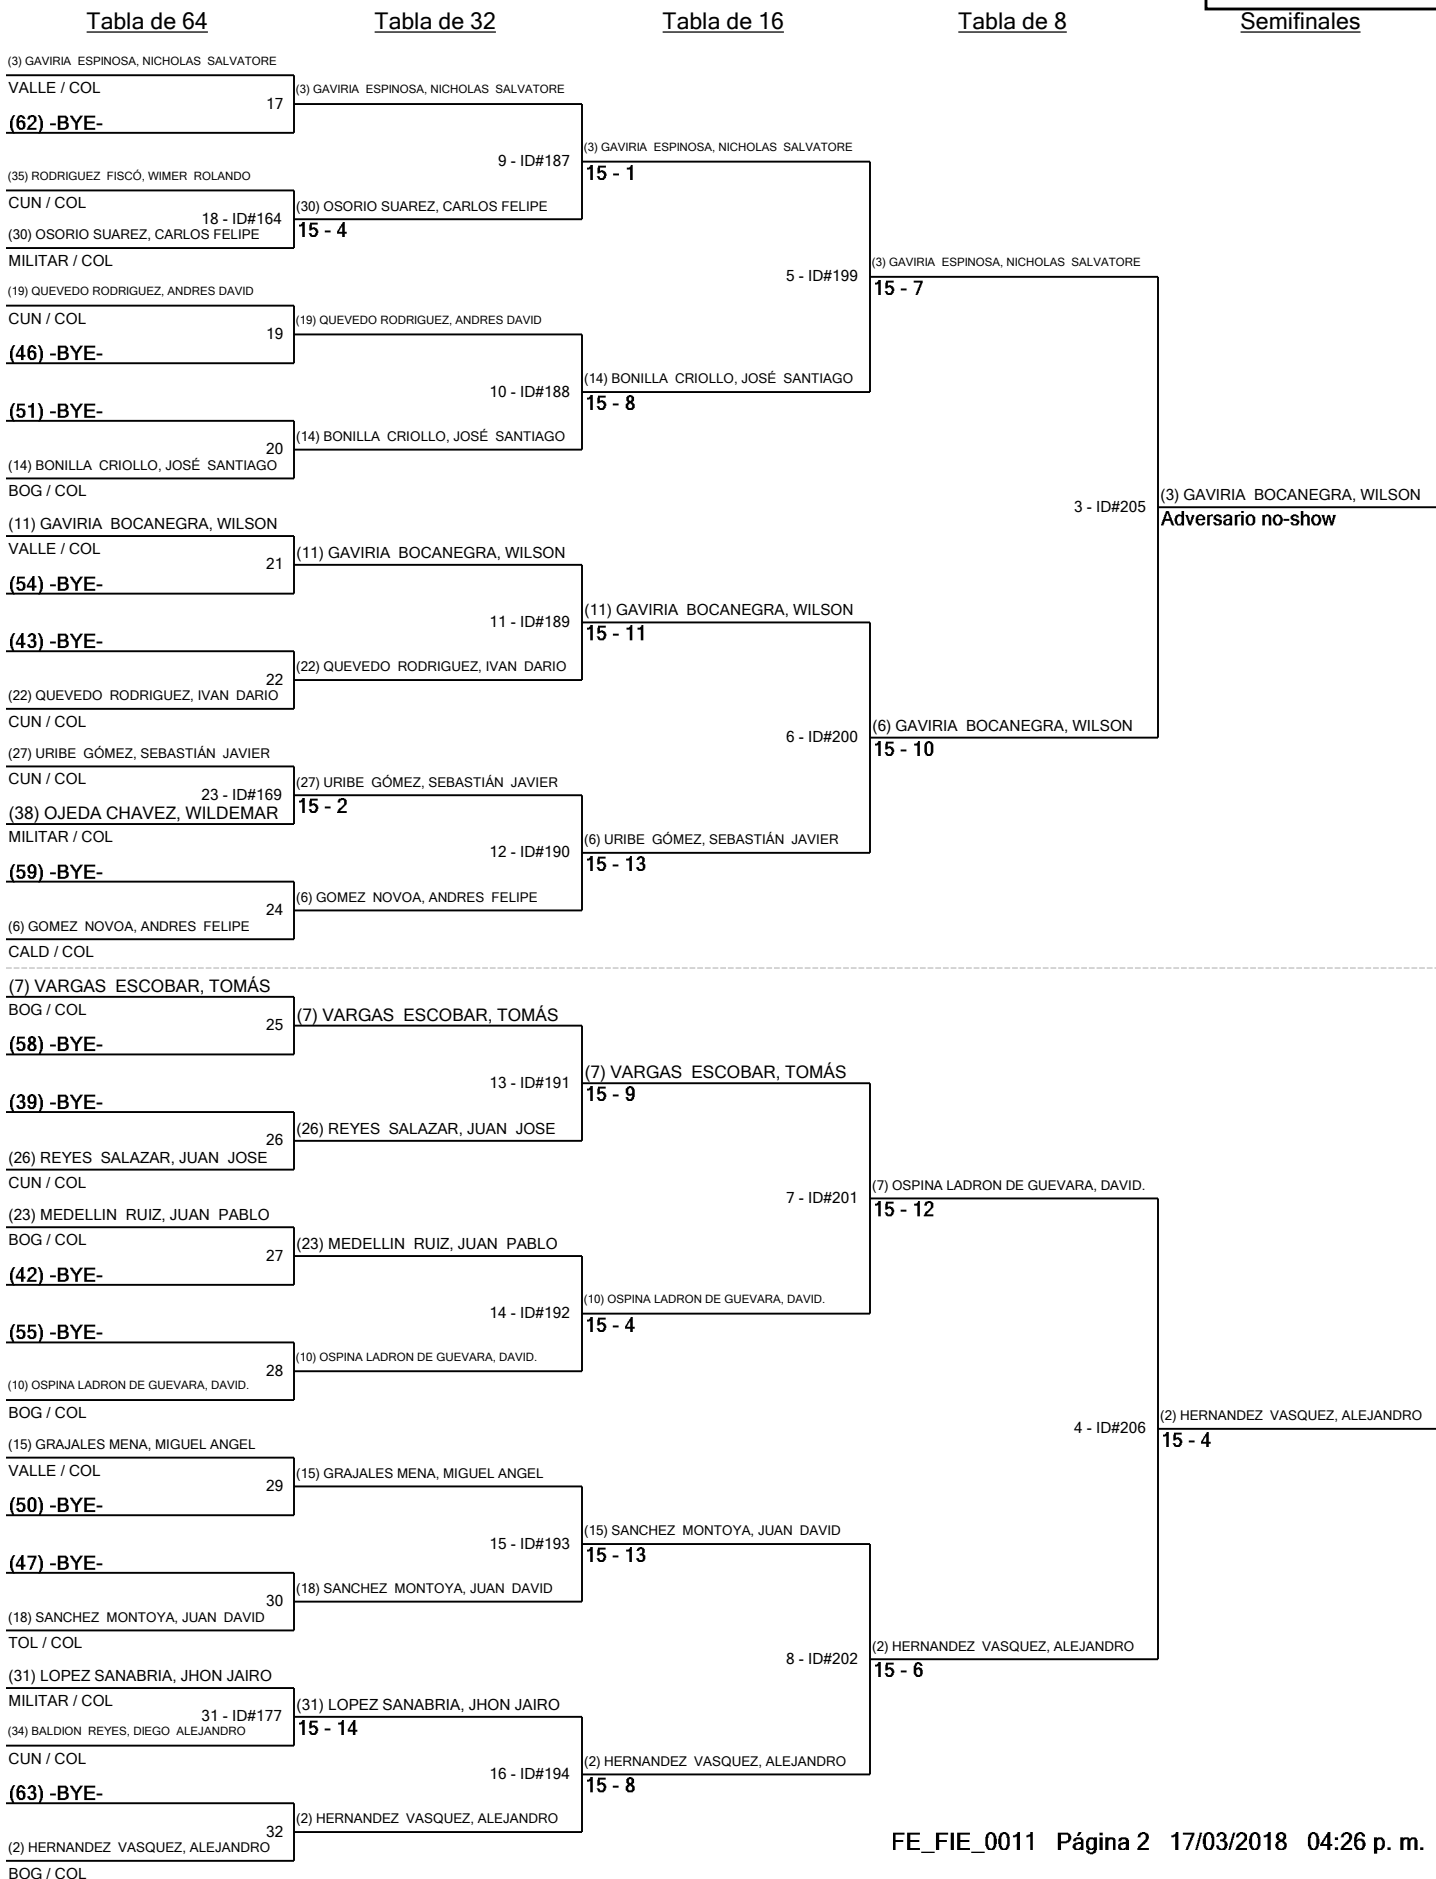 Tabla de 64 Tabla de 32 Tabla de 16 Tabla de 8 Semifinales
(3) GAVIRIA ESPINOSA, NICHOLAS SALVATORE
VALLE / COL
17
(3) GAVIRIA ESPINOSA, NICHOLAS SALVATORE
(62) -BYE-
9 - ID#187
(3) GAVIRIA ESPINOSA, NICHOLAS SALVATORE
15 - 1
(35) RODRIGUEZ FISCÓ, WIMER ROLANDO
CUN / COL
18 - ID#164
(30) OSORIO SUAREZ, CARLOS FELIPE
15 - 4
(30) OSORIO SUAREZ, CARLOS FELIPE
MILITAR / COL
5 - ID#199
(3) GAVIRIA ESPINOSA, NICHOLAS SALVATORE
15 - 7
(19) QUEVEDO RODRIGUEZ, ANDRES DAVID
CUN / COL
19
(19) QUEVEDO RODRIGUEZ, ANDRES DAVID
(46) -BYE-
10 - ID#188
(14) BONILLA CRIOLLO, JOSÉ SANTIAGO
15 - 8
(51) -BYE-
20
(14) BONILLA CRIOLLO, JOSÉ SANTIAGO
(14) BONILLA CRIOLLO, JOSÉ SANTIAGO
BOG / COL
3 - ID#205
(3) GAVIRIA BOCANEGRA, WILSON
Adversario no-show
(11) GAVIRIA BOCANEGRA, WILSON
VALLE / COL
21
(11) GAVIRIA BOCANEGRA, WILSON
(54) -BYE-
11 - ID#189
(11) GAVIRIA BOCANEGRA, WILSON
15 - 11
(43) -BYE-
22
(22) QUEVEDO RODRIGUEZ, IVAN DARIO
(22) QUEVEDO RODRIGUEZ, IVAN DARIO
CUN / COL
6 - ID#200
(6) GAVIRIA BOCANEGRA, WILSON
15 - 10
(27) URIBE GÓMEZ, SEBASTIÁN JAVIER
CUN / COL
23 - ID#169
(27) URIBE GÓMEZ, SEBASTIÁN JAVIER
15 - 2
(38) OJEDA CHAVEZ, WILDEMAR
MILITAR / COL
12 - ID#190
(6) URIBE GÓMEZ, SEBASTIÁN JAVIER
15 - 13
(59) -BYE-
24
(6) GOMEZ NOVOA, ANDRES FELIPE
(6) GOMEZ NOVOA, ANDRES FELIPE
CALD / COL
(7) VARGAS ESCOBAR, TOMÁS
BOG / COL
25
(7) VARGAS ESCOBAR, TOMÁS
(58) -BYE-
13 - ID#191
(7) VARGAS ESCOBAR, TOMÁS
15 - 9
(39) -BYE-
26
(26) REYES SALAZAR, JUAN JOSE
(26) REYES SALAZAR, JUAN JOSE
CUN / COL
7 - ID#201
(7) OSPINA LADRON DE GUEVARA, DAVID.
15 - 12
(23) MEDELLIN RUIZ, JUAN PABLO
BOG / COL
27
(23) MEDELLIN RUIZ, JUAN PABLO
(42) -BYE-
14 - ID#192
(10) OSPINA LADRON DE GUEVARA, DAVID.
15 - 4
(55) -BYE-
28
(10) OSPINA LADRON DE GUEVARA, DAVID.
(10) OSPINA LADRON DE GUEVARA, DAVID.
BOG / COL
4 - ID#206
(2) HERNANDEZ VASQUEZ, ALEJANDRO
15 - 4
(15) GRAJALES MENA, MIGUEL ANGEL
VALLE / COL
29
(15) GRAJALES MENA, MIGUEL ANGEL
(50) -BYE-
15 - ID#193
(15) SANCHEZ MONTOYA, JUAN DAVID
15 - 13
(47) -BYE-
30
(18) SANCHEZ MONTOYA, JUAN DAVID
(18) SANCHEZ MONTOYA, JUAN DAVID
TOL / COL
8 - ID#202
(2) HERNANDEZ VASQUEZ, ALEJANDRO
15 - 6
(31) LOPEZ SANABRIA, JHON JAIRO
MILITAR / COL
31 - ID#177
(31) LOPEZ SANABRIA, JHON JAIRO
15 - 14
(34) BALDION REYES, DIEGO ALEJANDRO
CUN / COL
16 - ID#194
(2) HERNANDEZ VASQUEZ, ALEJANDRO
15 - 8
(63) -BYE-
32
(2) HERNANDEZ VASQUEZ, ALEJANDRO
(2) HERNANDEZ VASQUEZ, ALEJANDRO
BOG / COL
FE_FIE_0011 Página 2 17/03/2018 04:26 p. m.